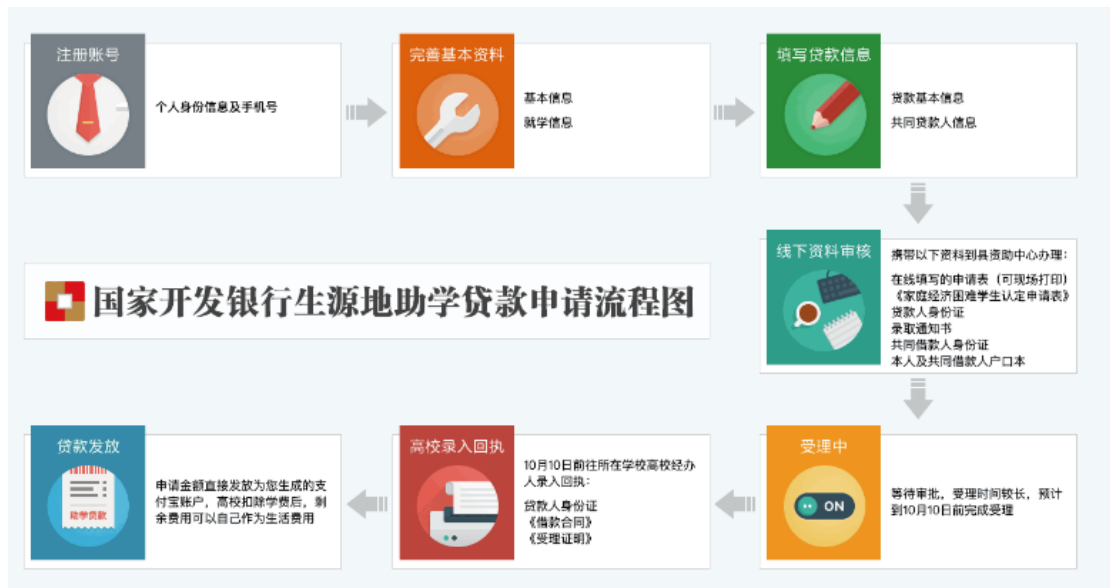 注册账号
个人身份信息及手机号
完善基本资料
基本信息
就学信息
填写贷款信息
贷款基本信息
共同贷款人信息
线下资料审核
携带以下资料到县资助中心办理：
在线填写的申请表（可现场打印）
《家庭经济困难学生认定申请表》
贷款人身份证
录取通知书
共同借款人身份证
本人及共同借款人户口本
国家开发银行生源地助学贷款申请流程图
受理中
ON
等待审批，受理时间较长，预计
到10月10日前完成受理
高校录入回执
10月10日前往所在学校高校经办
人录入回执：
贷款人身份证
《借款合同》
《受理证明》
贷款发放
助学贷款
申请金额直接发放为您生成的支
付宝账户，高校扣除学费后，剩
余费用可以自己作为生活费用